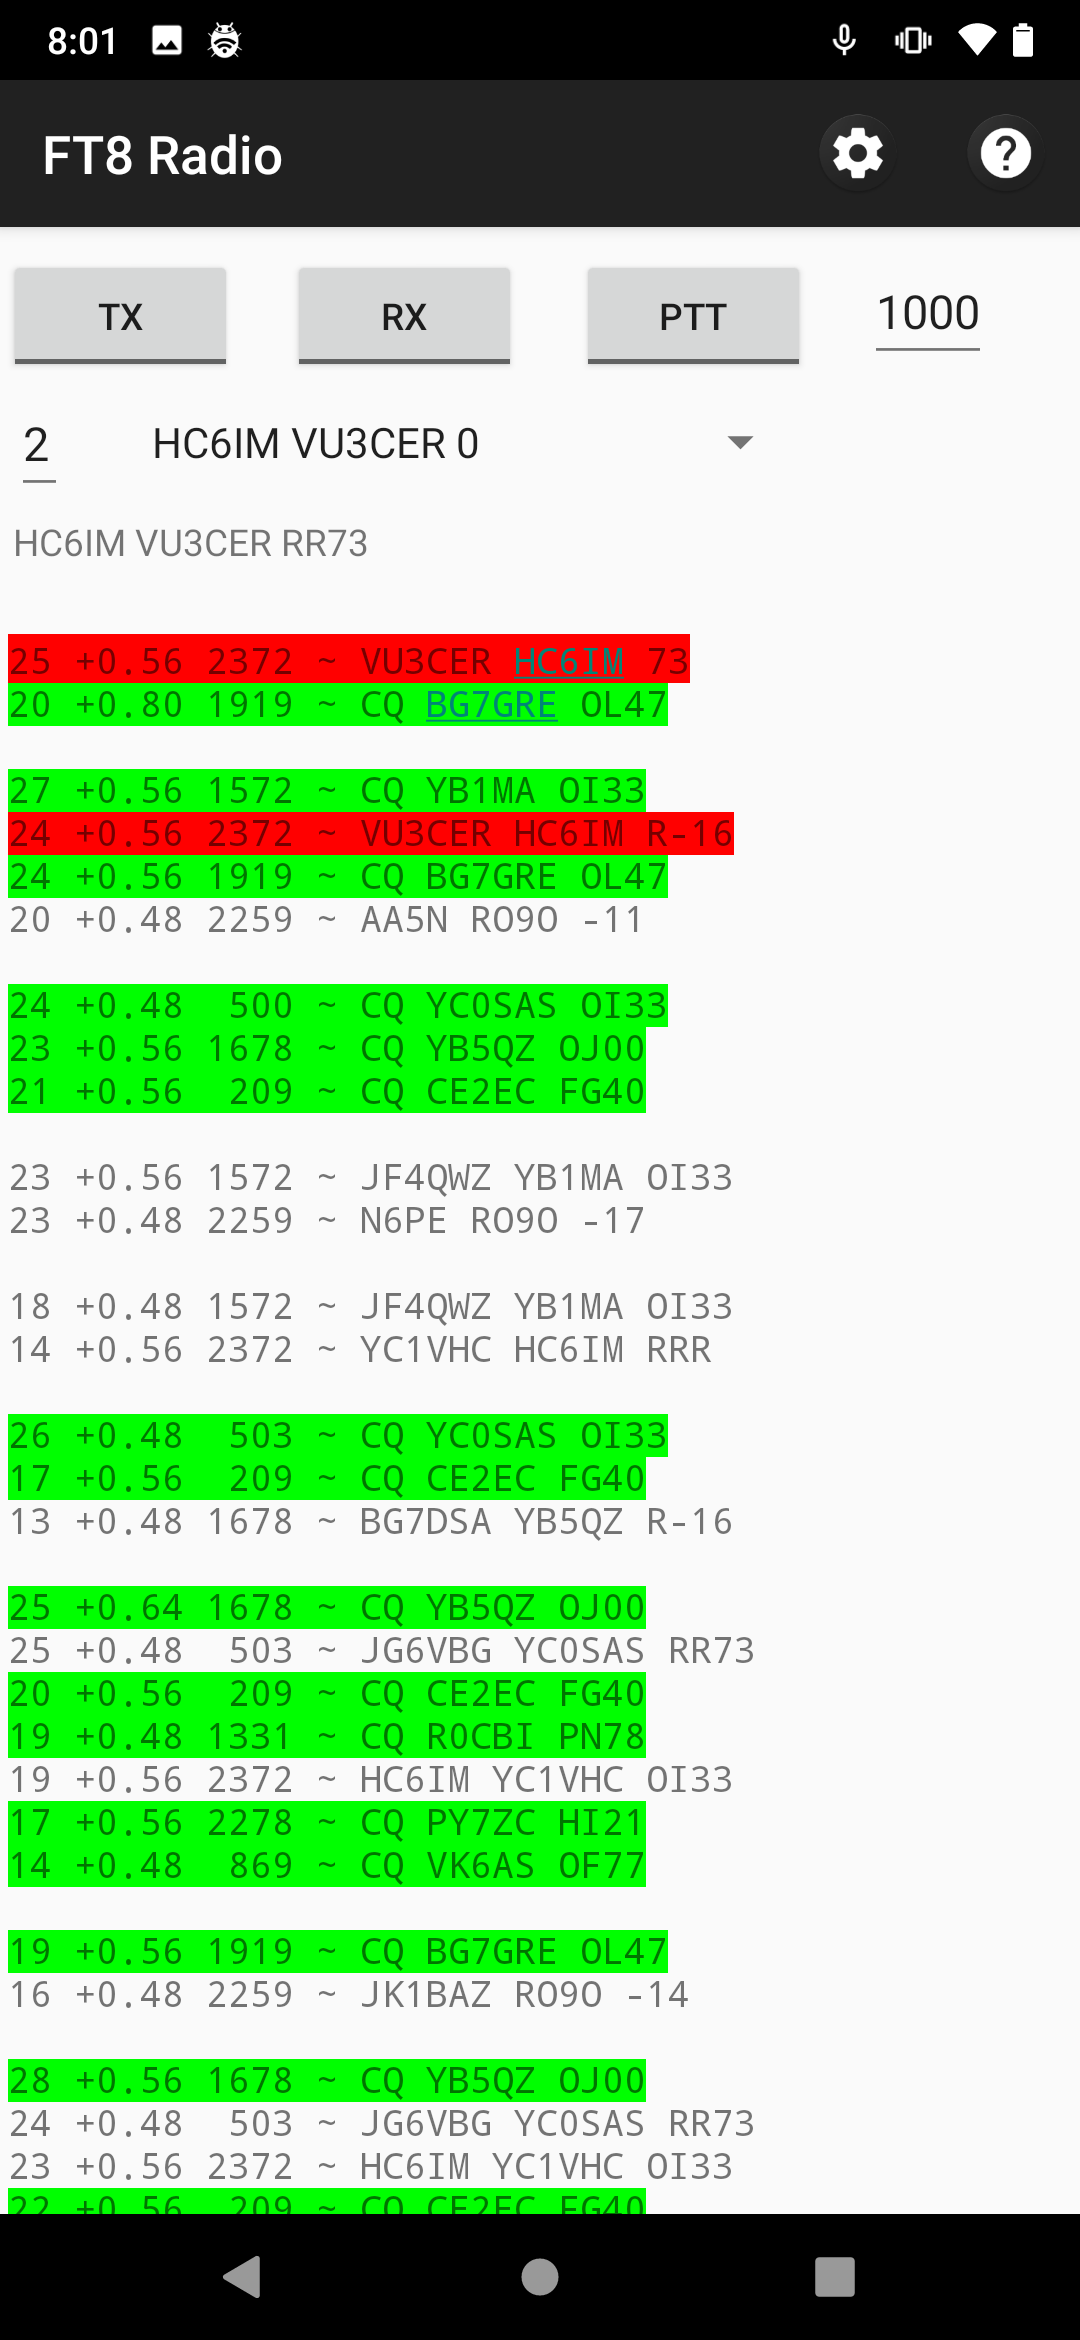 8:01
FT8 Radio
TX RX PTT 1000
2 HC6IM VU3CER 0
HC6IM VU3CER RR73
25 +0.56 2372 ~ VU3CER HC6IM 73
20 +0.80 1919 ~ CQ BG7GRE OL47
27 +0.56 1572 ~ CQ YB1MA OI33
24 +0.56 2372 ~ VU3CER HC6IM R-16
24 +0.56 1919 ~ CQ BG7GRE OL47
20 +0.48 2259 ~ AA5N RO9O -11
24 +0.48  500 ~ CQ YC0SAS OI33
23 +0.56 1678 ~ CQ YB5QZ OJ00
21 +0.56  209 ~ CQ CE2EC FG40
23 +0.56 1572 ~ JF4QWZ YB1MA OI33
23 +0.48 2259 ~ N6PE RO9O -17
18 +0.48 1572 ~ JF4QWZ YB1MA OI33
14 +0.56 2372 ~ YC1VHC HC6IM RRR
26 +0.48  503 ~ CQ YC0SAS OI33
17 +0.56  209 ~ CQ CE2EC FG40
13 +0.48 1678 ~ BG7DSA YB5QZ R-16
25 +0.64 1678 ~ CQ YB5QZ OJ00
25 +0.48  503 ~ JG6VBG YC0SAS RR73
20 +0.56  209 ~ CQ CE2EC FG40
19 +0.48 1331 ~ CQ R0CBI PN78
19 +0.56 2372 ~ HC6IM YC1VHC OI33
17 +0.56 2278 ~ CQ PY7ZC HI21
14 +0.48  869 ~ CQ VK6AS OF77
19 +0.56 1919 ~ CQ BG7GRE OL47
16 +0.48 2259 ~ JK1BAZ RO9O -14
28 +0.56 1678 ~ CQ YB5QZ OJ00
24 +0.48  503 ~ JG6VBG YC0SAS RR73
23 +0.56 2372 ~ HC6IM YC1VHC OI33
22 +0.56  209 ~ CQ CE2EC FG40